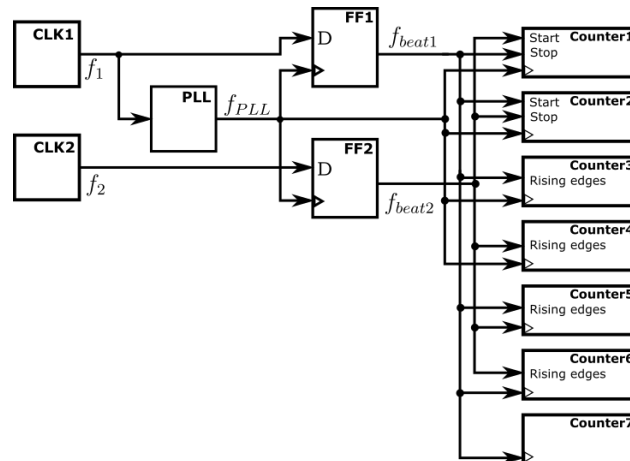 CLK1
f1
PLL
fPLL
CLK2
f2
FF1
D
fbeat1
FF2
D
fbeat2
Counter1
Start
Stop
Counter2
Start
Stop
Counter3
Rising edges
Counter4
Rising edges
Counter5
Rising edges
Counter6
Rising edges
Counter7